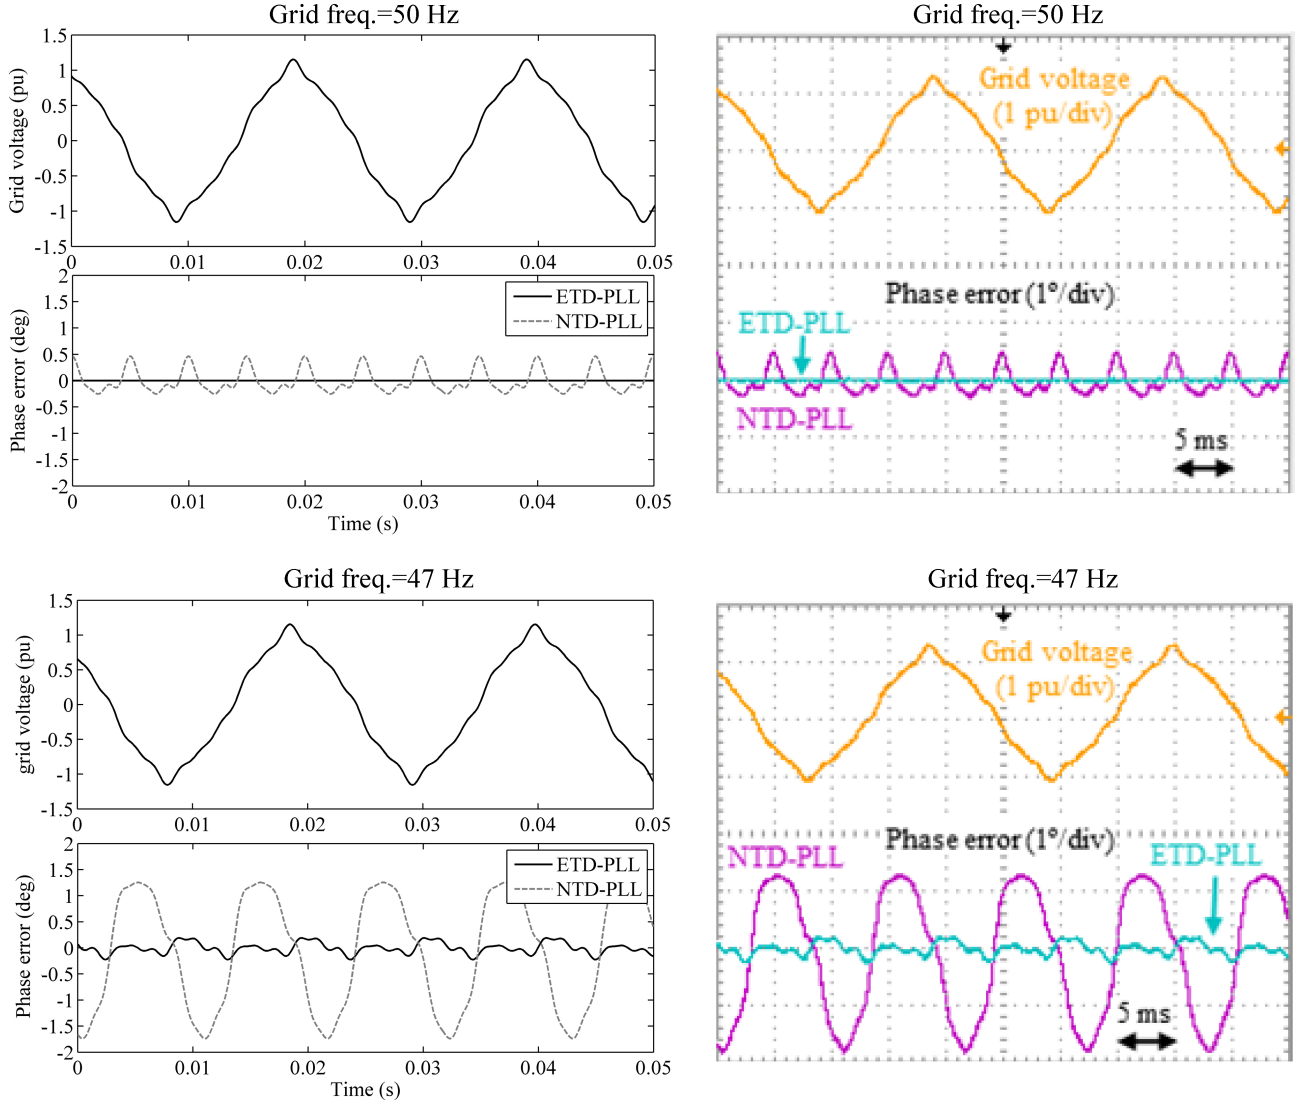 Grid freq.=50 Hz
1.5
1
0.5
0
-0.5
-1
-1.5
Grid voltage (pu)
0 0.01 0.02 0.03 0.04 0.05
2
1.5
1
0.5
0
-0.5
-1
-1.5
-2
Phase error (deg)
ETD-PLL
NTD-PLL
0 0.01 0.02 0.03 0.04 0.05
Time (s)
Grid freq.=50 Hz
Grid voltage
(1 pu/div)
Phase error (1°/div)
ETD-PLL
NTD-PLL
5 ms
Grid freq.=47 Hz
1.5
1
0.5
0
-0.5
-1
-1.5
grid voltage (pu)
0 0.01 0.02 0.03 0.04 0.05
2
1.5
1
0.5
0
-0.5
-1
-1.5
-2
Phase error (deg)
ETD-PLL
NTD-PLL
0 0.01 0.02 0.03 0.04 0.05
Time (s)
Grid freq.=47 Hz
Grid voltage
(1 pu/div)
Phase error (1°/div)
NTD-PLL
ETD-PLL
5 ms